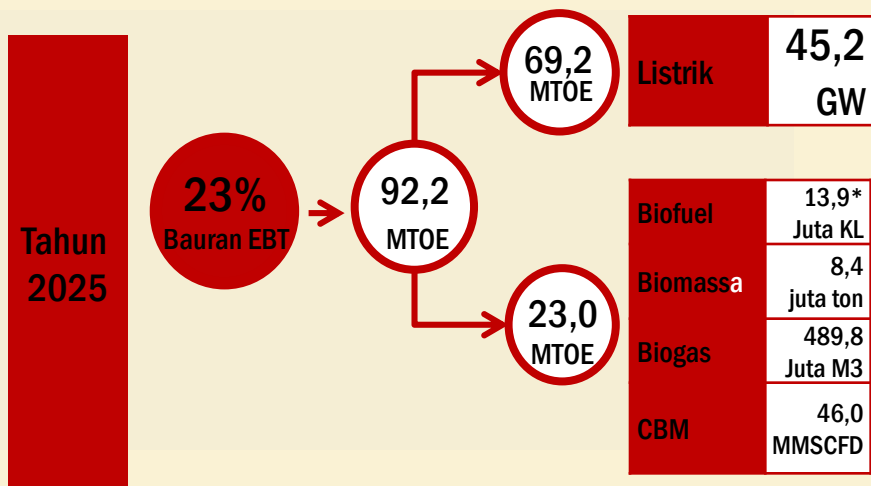 Tahun
2025
23%
Bauran EBT
92,2
MTOE
69,2
MTOE
Listrik
45,2
GW
23,0
MTOE
Biofuel
13,9*
Juta KL
Biomassa
8,4
juta ton
Biogas
489,8
Juta M3
CBM
46,0
MMSCFD